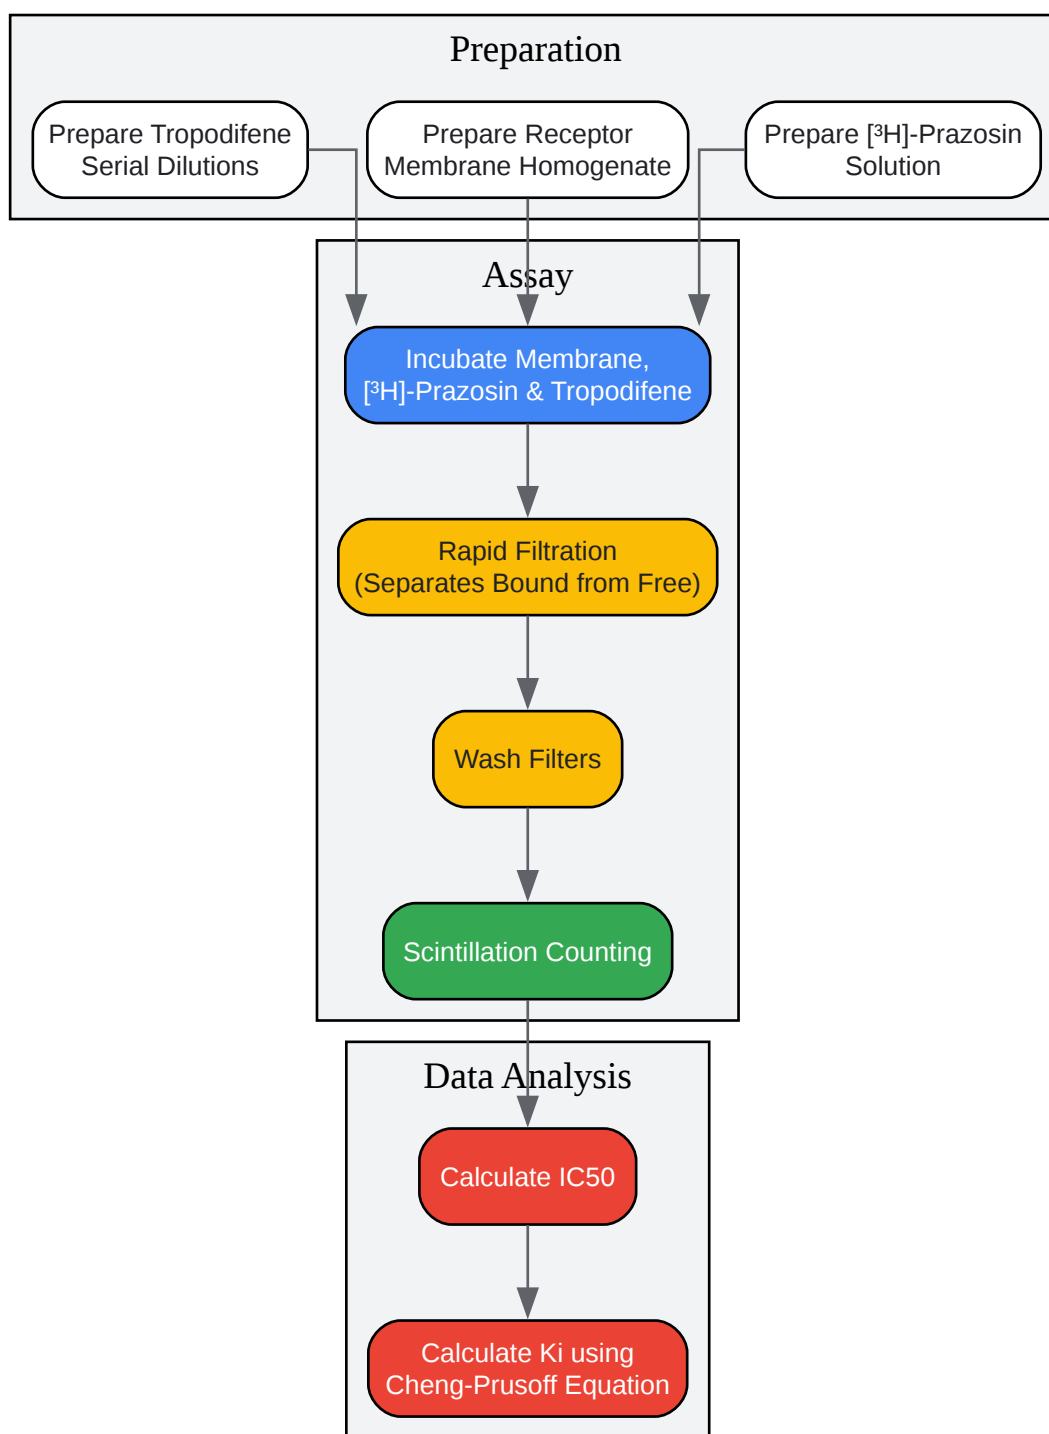 Preparation
Prepare Tropodifene
Serial Dilutions
Prepare Receptor
Membrane Homogenate
Prepare [³H]-Prazosin
Solution
Assay
Incubate Membrane,
[³H]-Prazosin & Tropodifene
Rapid Filtration
(Separates Bound from Free)
Wash Filters
Scintillation Counting
Data Analysis
Calculate IC50
Calculate Ki using
Cheng-Prusoff Equation